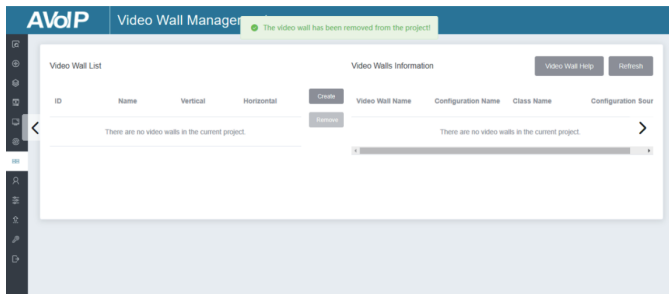 AVoIP
Video Wall Manager
The video wall has been removed from the project!
Video Wall List
Video Walls Information
Video Wall Help
Refresh
ID Name Vertical Horizontal
Create
Remove
Video Wall Name Configuration Name Class Name Configuration Sour
There are no video walls in the current project.
There are no video walls in the current project.